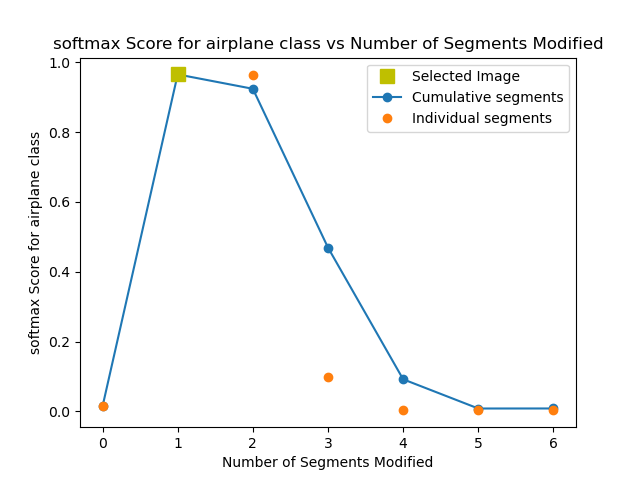 softmax Score for airplane class vs Number of Segments Modified
Selected Image
Cumulative segments
Individual segments
softmax Score for airplane class
1.0
0.8
0.6
0.4
0.2
0.0
0 1 2 3 4 5 6
Number of Segments Modified